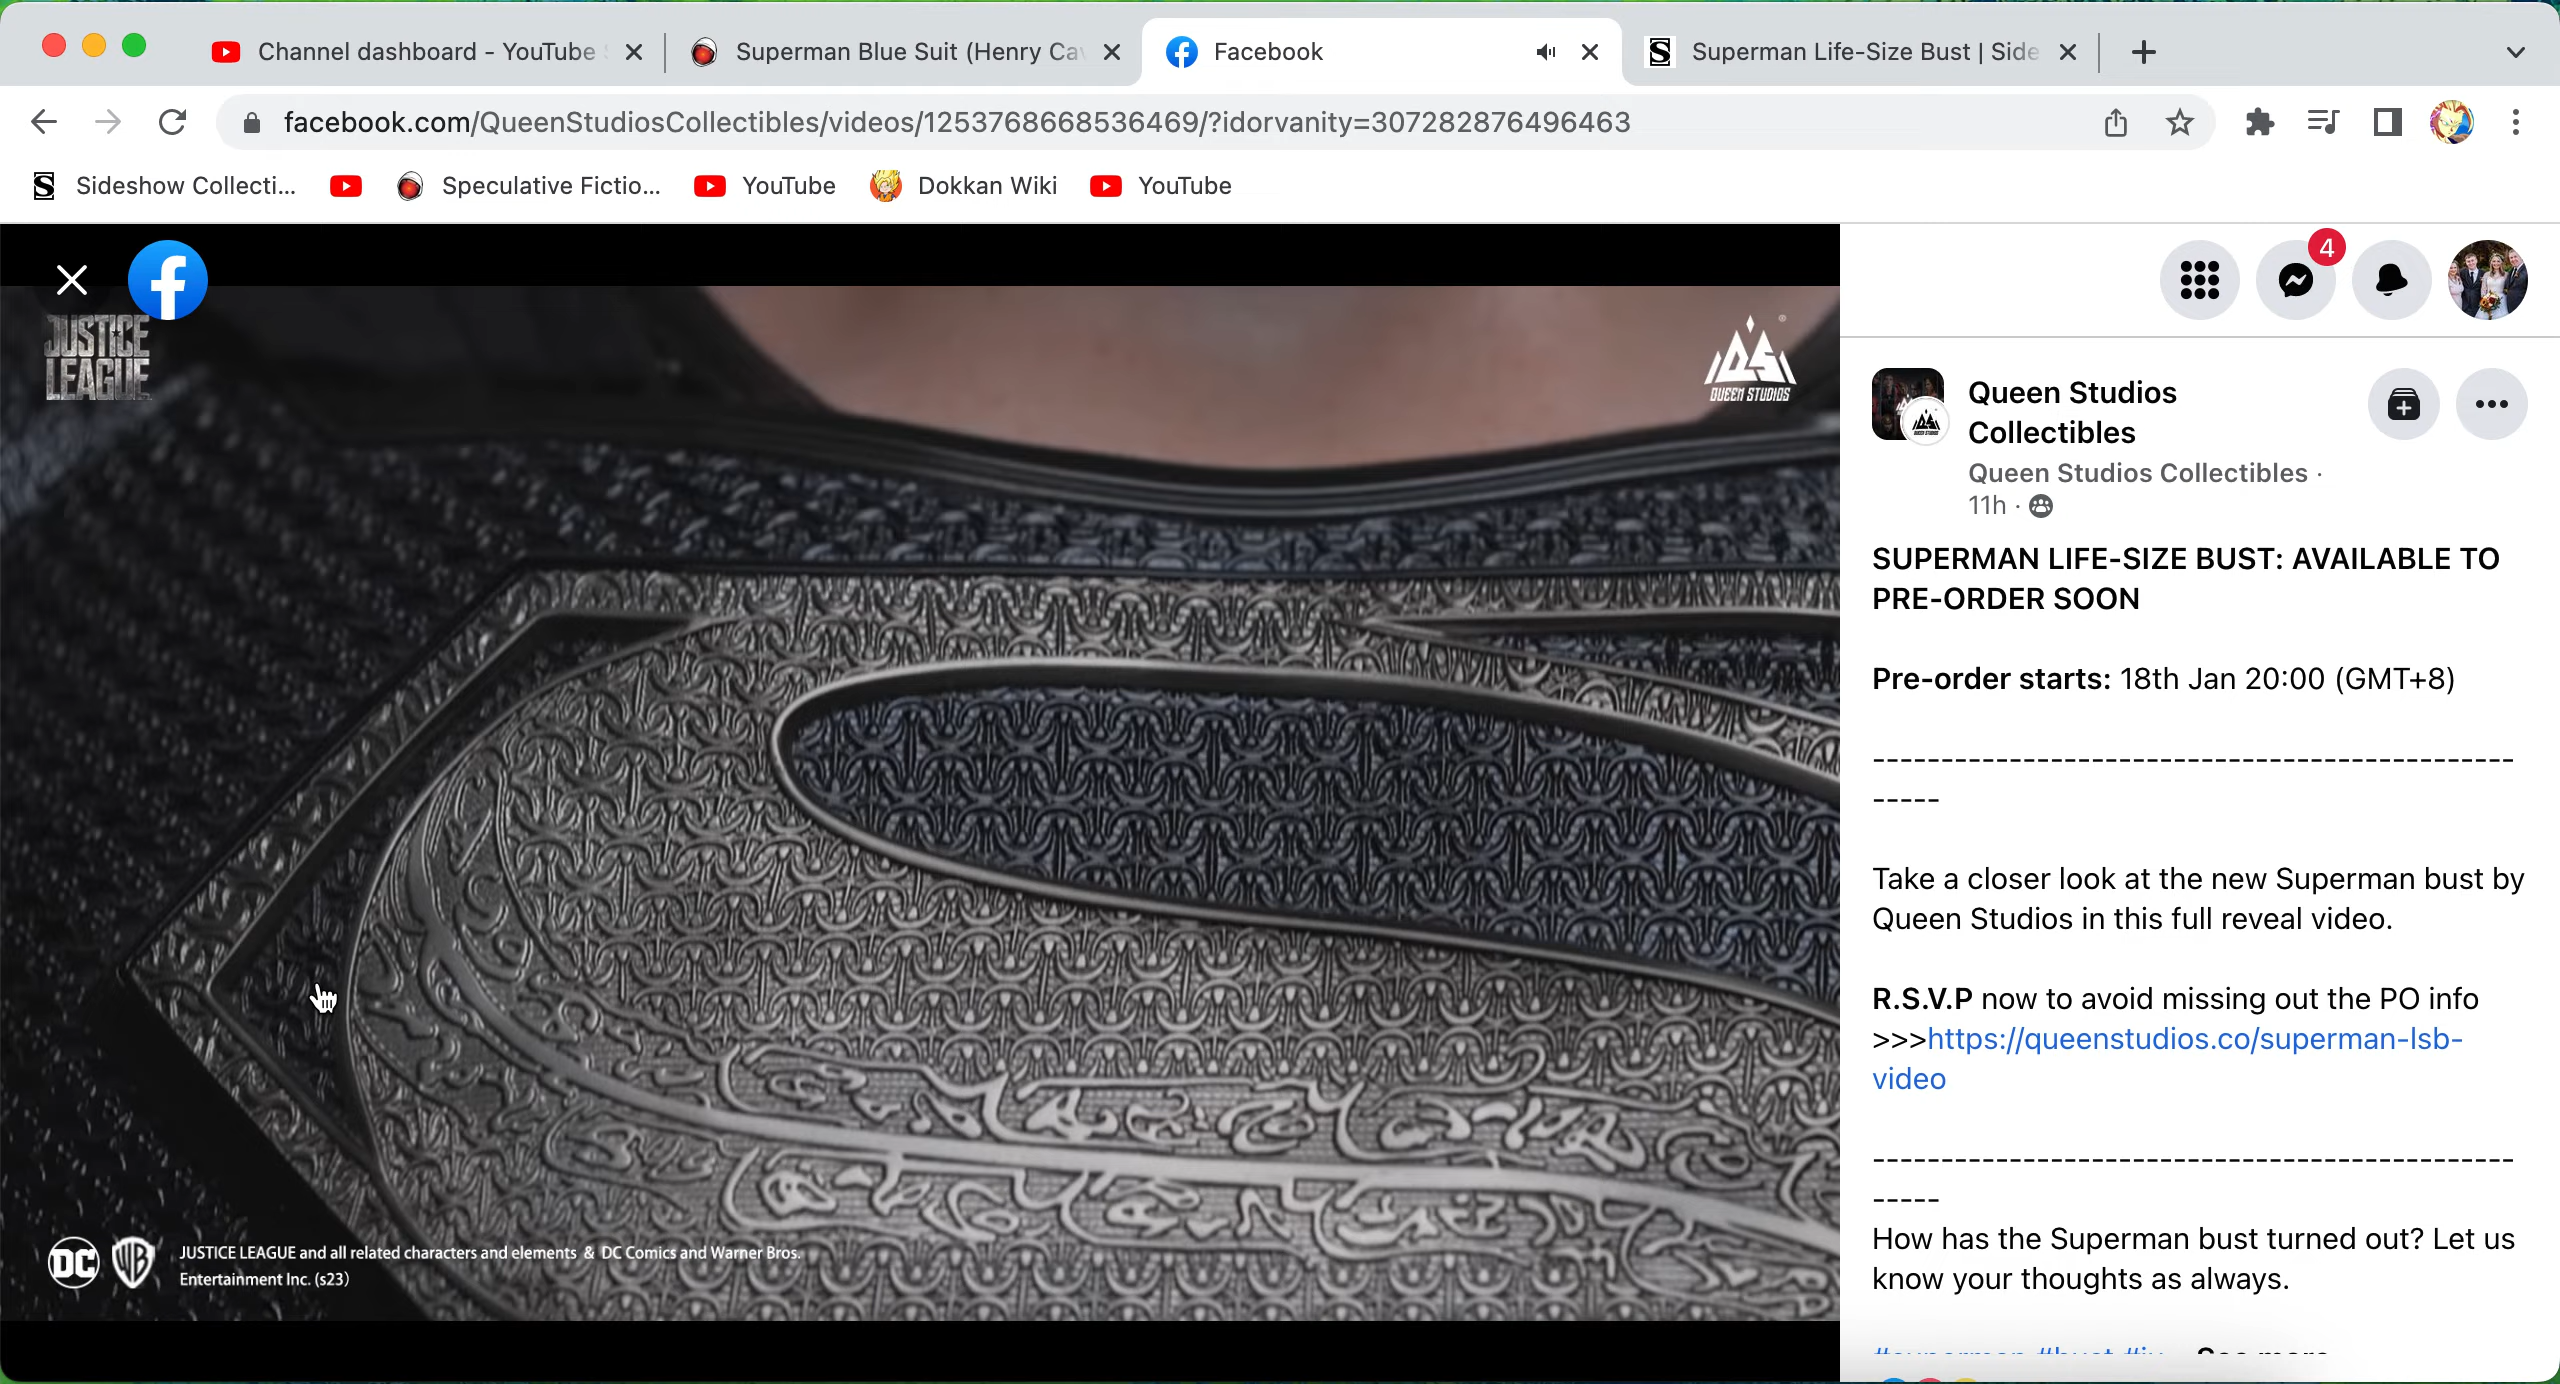 Channel dashboard - YouTube
Superman Blue Suit (Henry Ca
Facebook
Superman Life-Size Bust | Side
facebook.com/QueenStudiosCollectibles/videos/1253768668536469/?idorvanity=307282876496463
Sideshow Collecti...
Speculative Fictio...
YouTube
Dokkan Wiki
YouTube
JUSTICE
LEAGUE
QS
QUEEN STUDIOS
DC
WB
JUSTICE LEAGUE and all related characters and elements & DC Comics and Warner Bros.
Entertainment Inc. (s23)
4
Queen Studios
Collectibles
Queen Studios Collectibles ·
11h ·
SUPERMAN LIFE-SIZE BUST: AVAILABLE TO
PRE-ORDER SOON
Pre-order starts: 18th Jan 20:00 (GMT+8)
-----------------------------------------------
-----
Take a closer look at the new Superman bust by
Queen Studios in this full reveal video.
R.S.V.P now to avoid missing out the PO info
>>>https://queenstudios.co/superman-lsb-
video
-----------------------------------------------
-----
How has the Superman bust turned out? Let us
know your thoughts as always.
#superman #bust See more